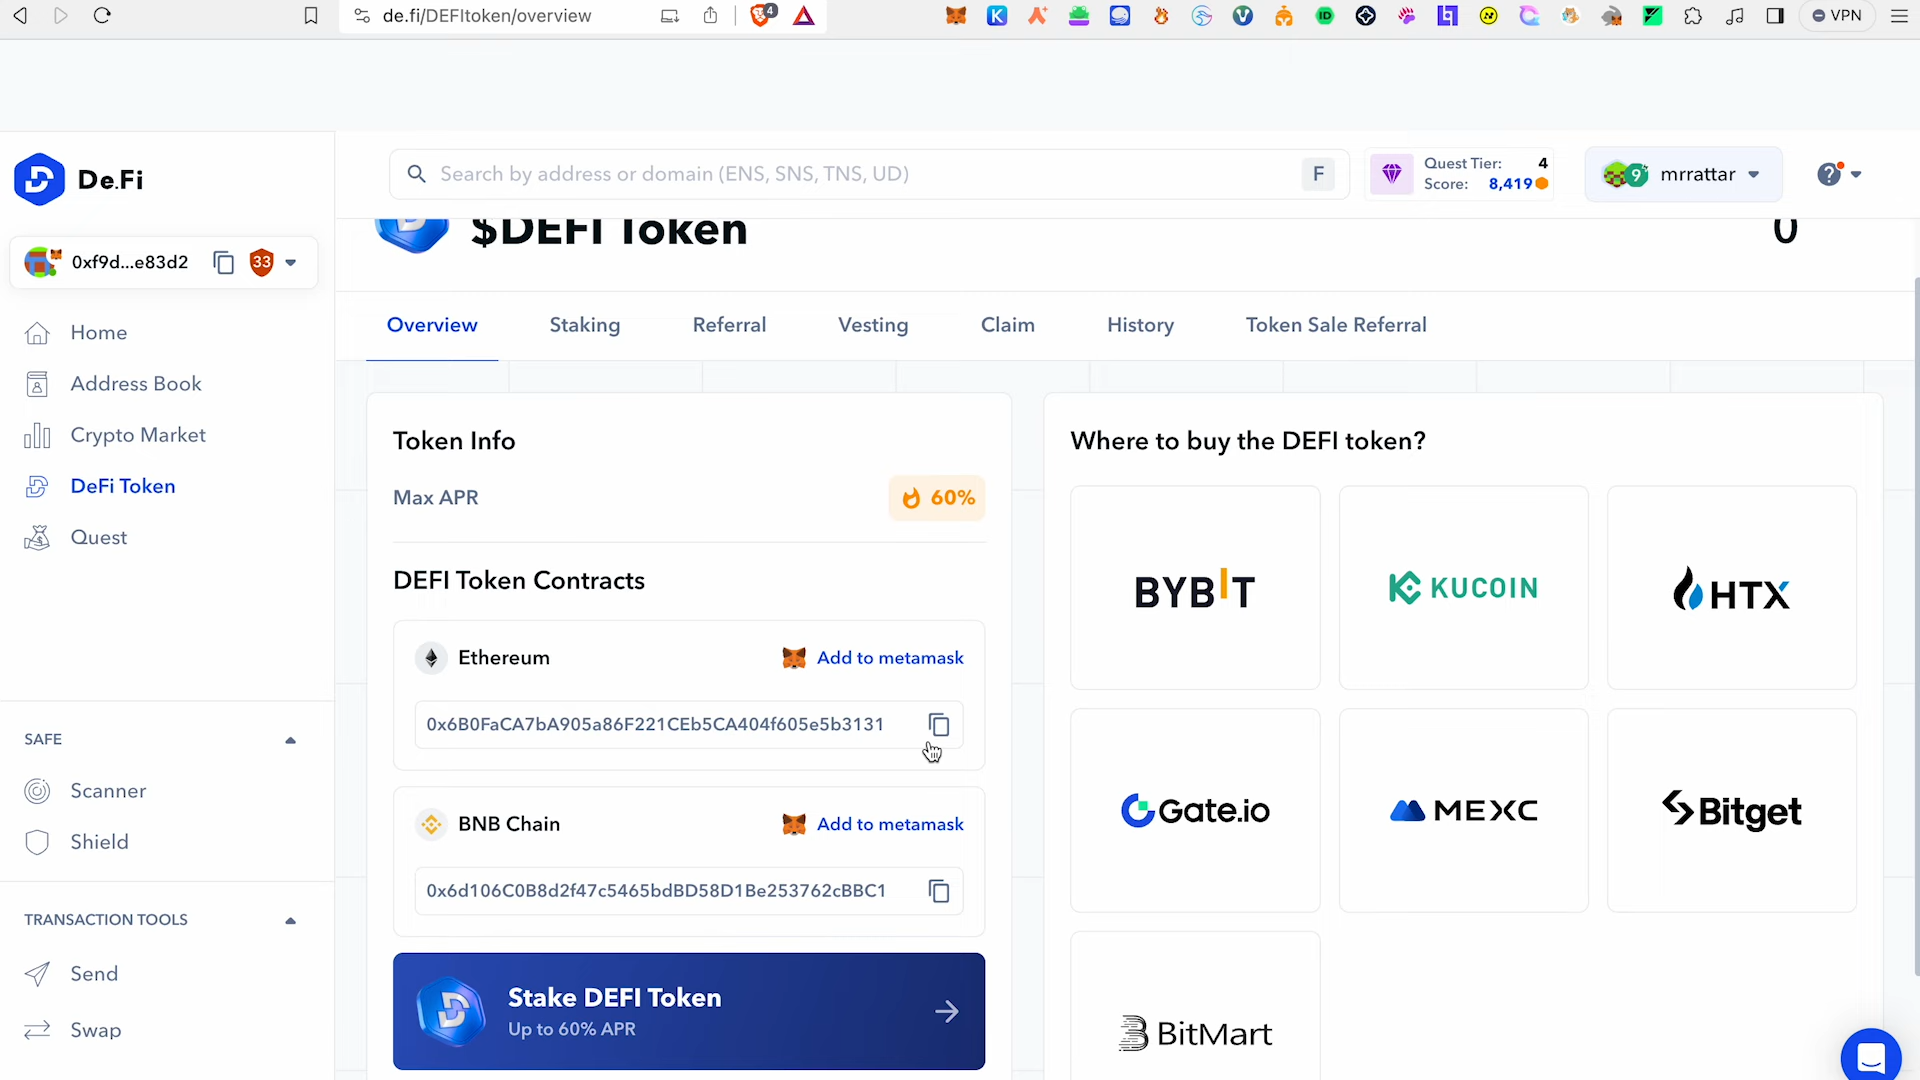 de.fi/DEFItoken/overview
4
K
ID
VPN
De.Fi
Search by address or domain (ENS, SNS, TNS, UD)
F
Quest Tier: 4
Score: 8,419
9
mrrattar
?
0xf9d...e83d2
33
$DEFI Token
0
Home
Address Book
Crypto Market
DeFi Token
Quest
SAFE
Scanner
Shield
TRANSACTION TOOLS
Send
Swap
Overview
Staking
Referral
Vesting
Claim
History
Token Sale Referral
Token Info
Max APR
60%
DEFI Token Contracts
Ethereum
Add to metamask
0x6B0FaCA7bA905a86F221CEb5CA404f605e5b3131
BNB Chain
Add to metamask
0x6d106C0B8d2f47c5465bdBD58D1Be253762cBBC1
Stake DEFI Token
Up to 60% APR
Where to buy the DEFI token?
BYBIT
KUCOIN
HTX
Gate.io
MEXC
Bitget
BitMart